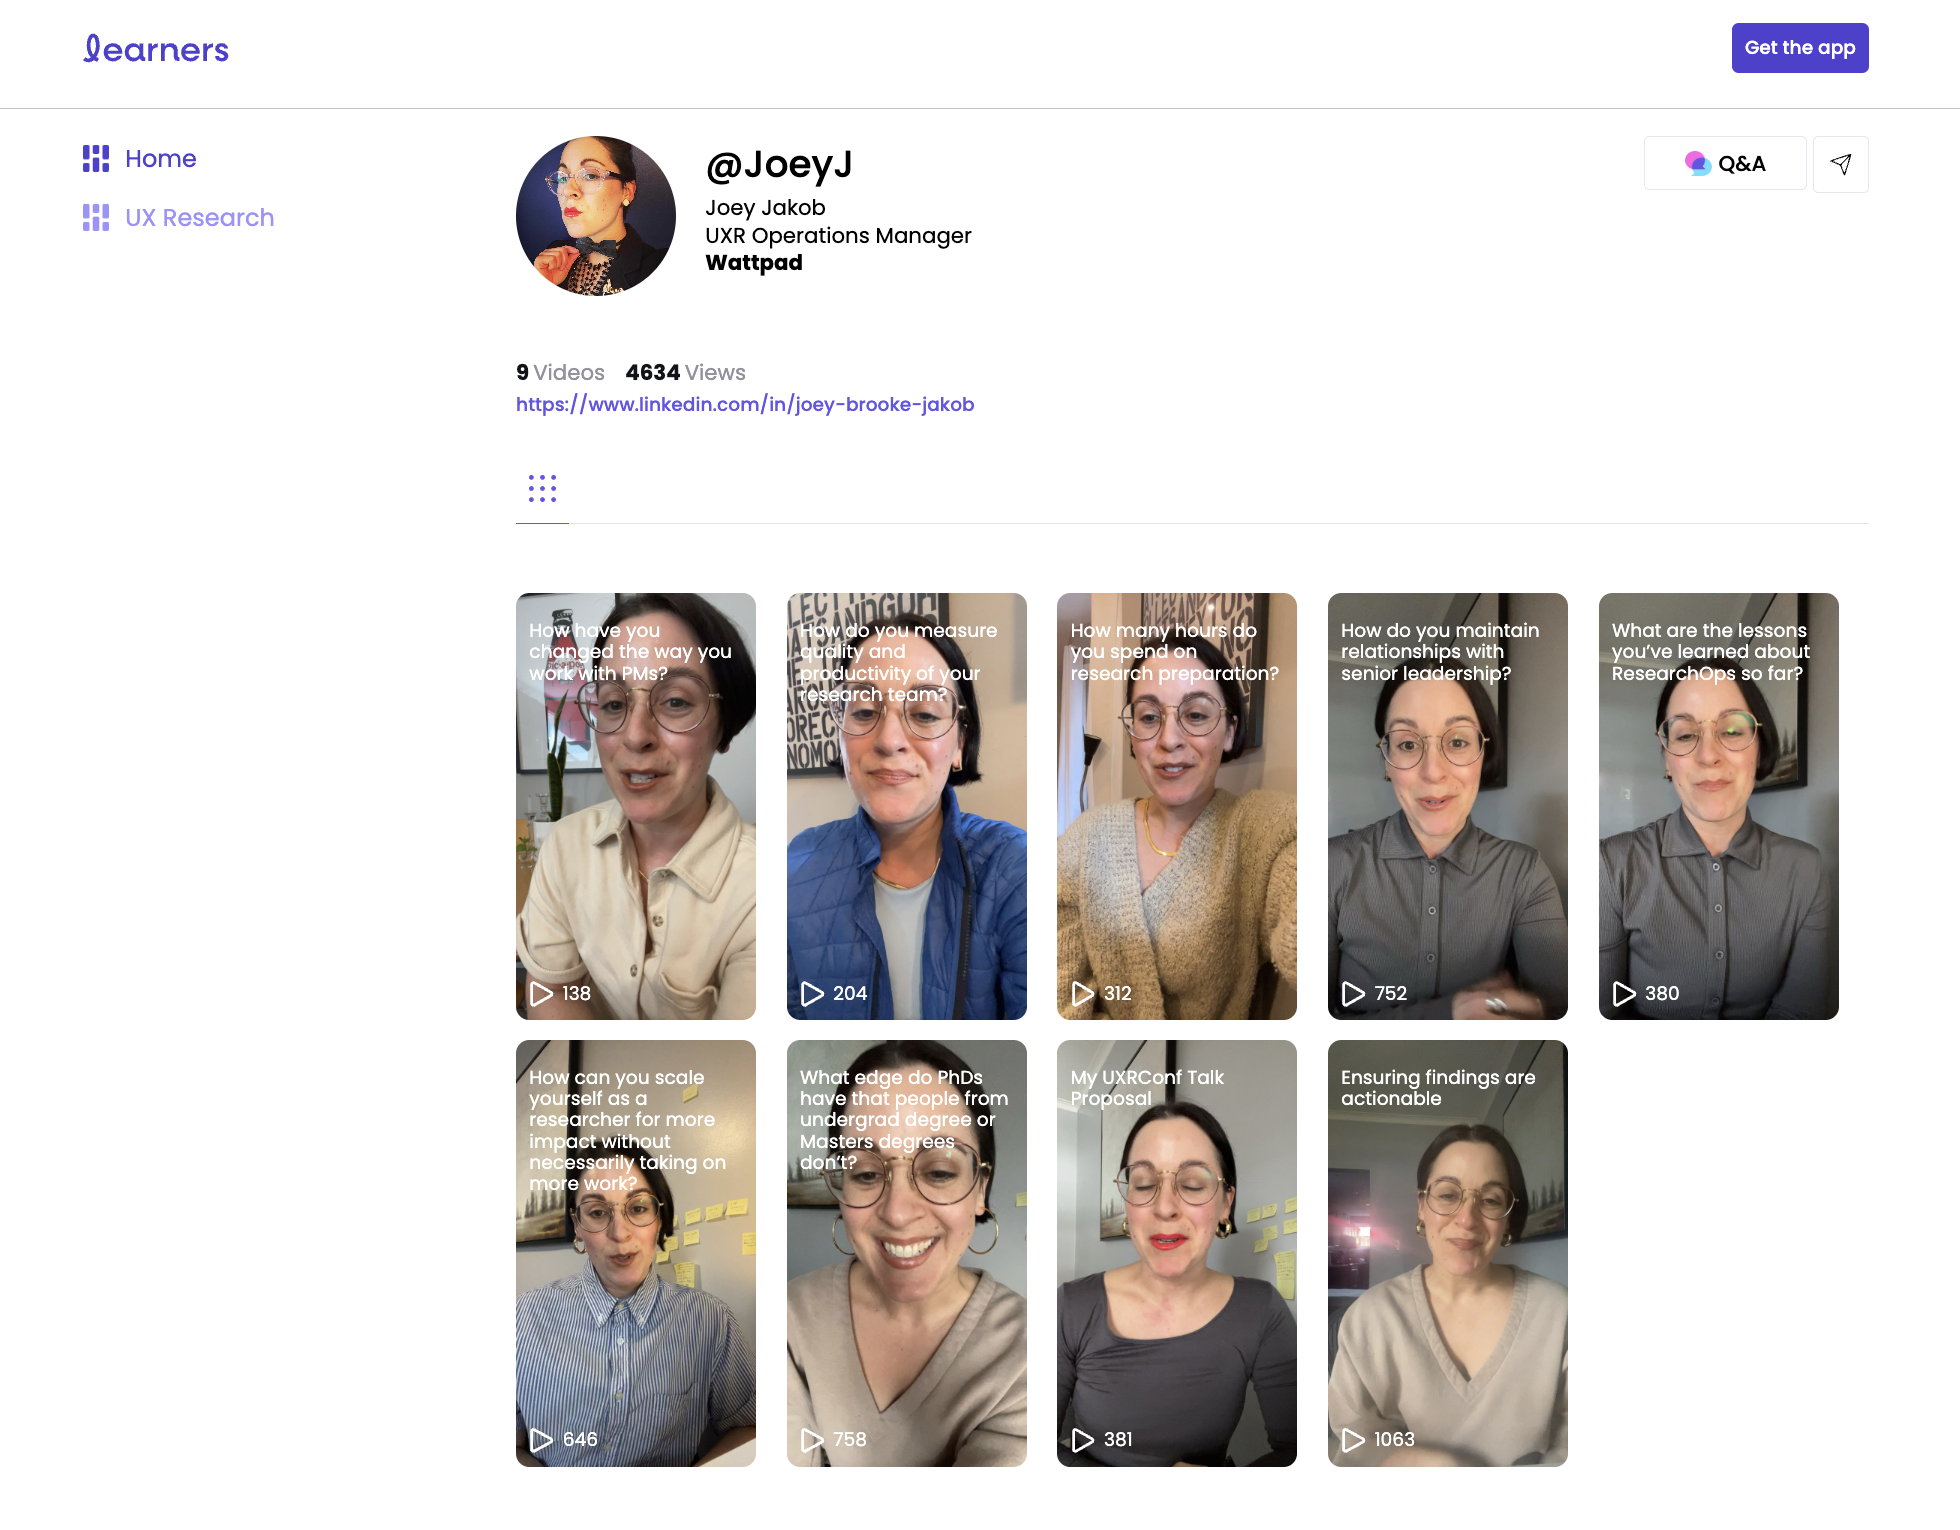 learners
Get the app
Home
UX Research
@JoeyJ
Joey Jakob
UXR Operations Manager
Wattpad
Q&A
9 Videos 4634 Views
https://www.linkedin.com/in/joey-brooke-jakob
How have you
changed the way you
work with PMs?
138
How do you measure
quality and
productivity of your
research team?
204
How many hours do
you spend on
research preparation?
312
How do you maintain
relationships with
senior leadership?
752
What are the lessons
you've learned about
ResearchOps so far?
380
How can you scale
yourself as a
researcher for more
impact without
necessarily taking on
more work?
646
What edge do PhDs
have that people from
undergrad degree or
Masters degrees
don't?
758
My UXRConf Talk
Proposal
381
Ensuring findings are
actionable
1063